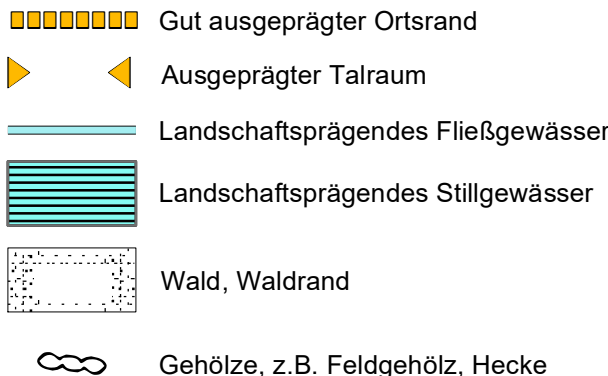 Gut ausgeprägter Ortsrand
Ausgeprägter Talraum
Landschaftsprägendes Fließgewässer
Landschaftsprägendes Stillgewässer
Wald, Waldrand
Gehölze, z.B. Feldgehölz, Hecke